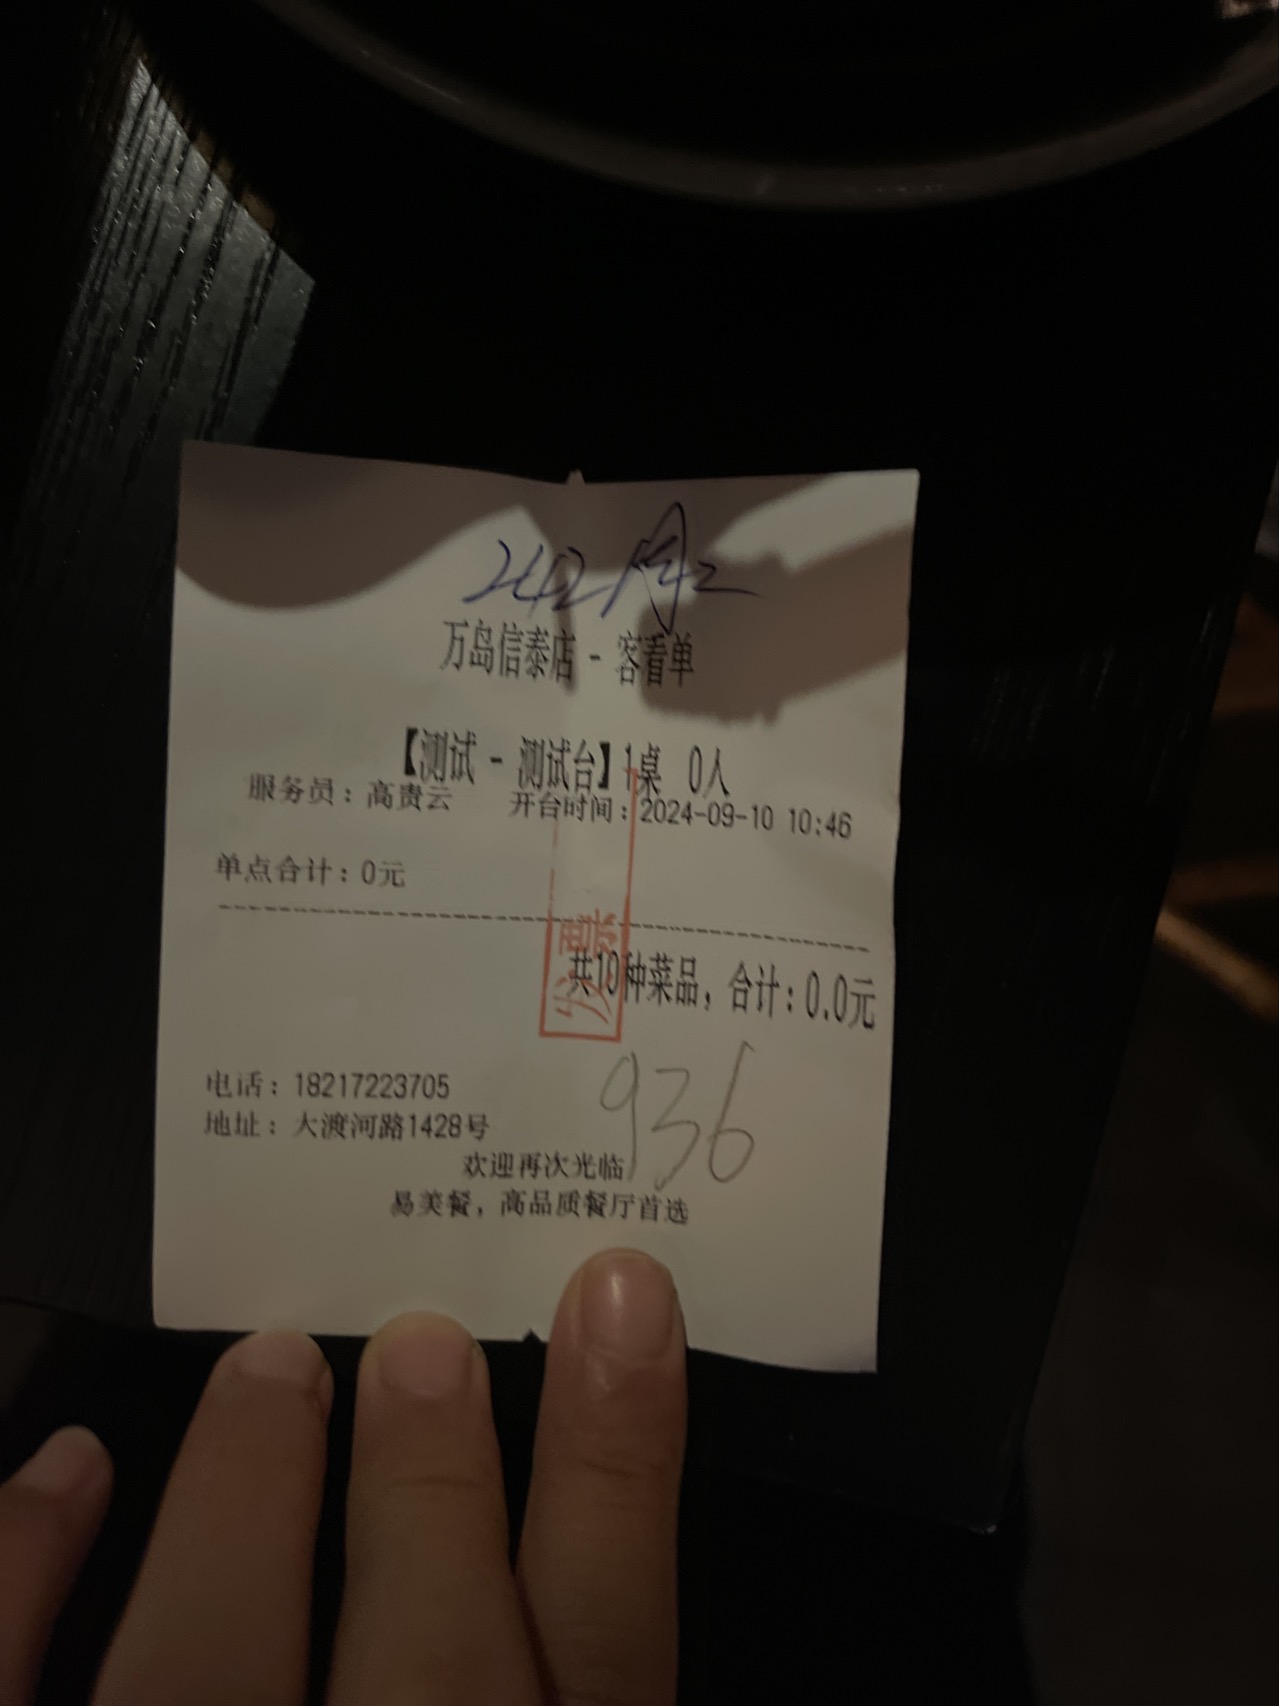 万岛信泰店 - 客看单
【测试 - 测试台】1桌 0人
服务员：高贵云 开台时间：2024-09-10 10:46
单点合计：0元
发票
共10种菜品，合计：0.0元
936
电话：18217223705
地址：大渡河路1428号
欢迎再次光临
易美餐，高品质餐厅首选